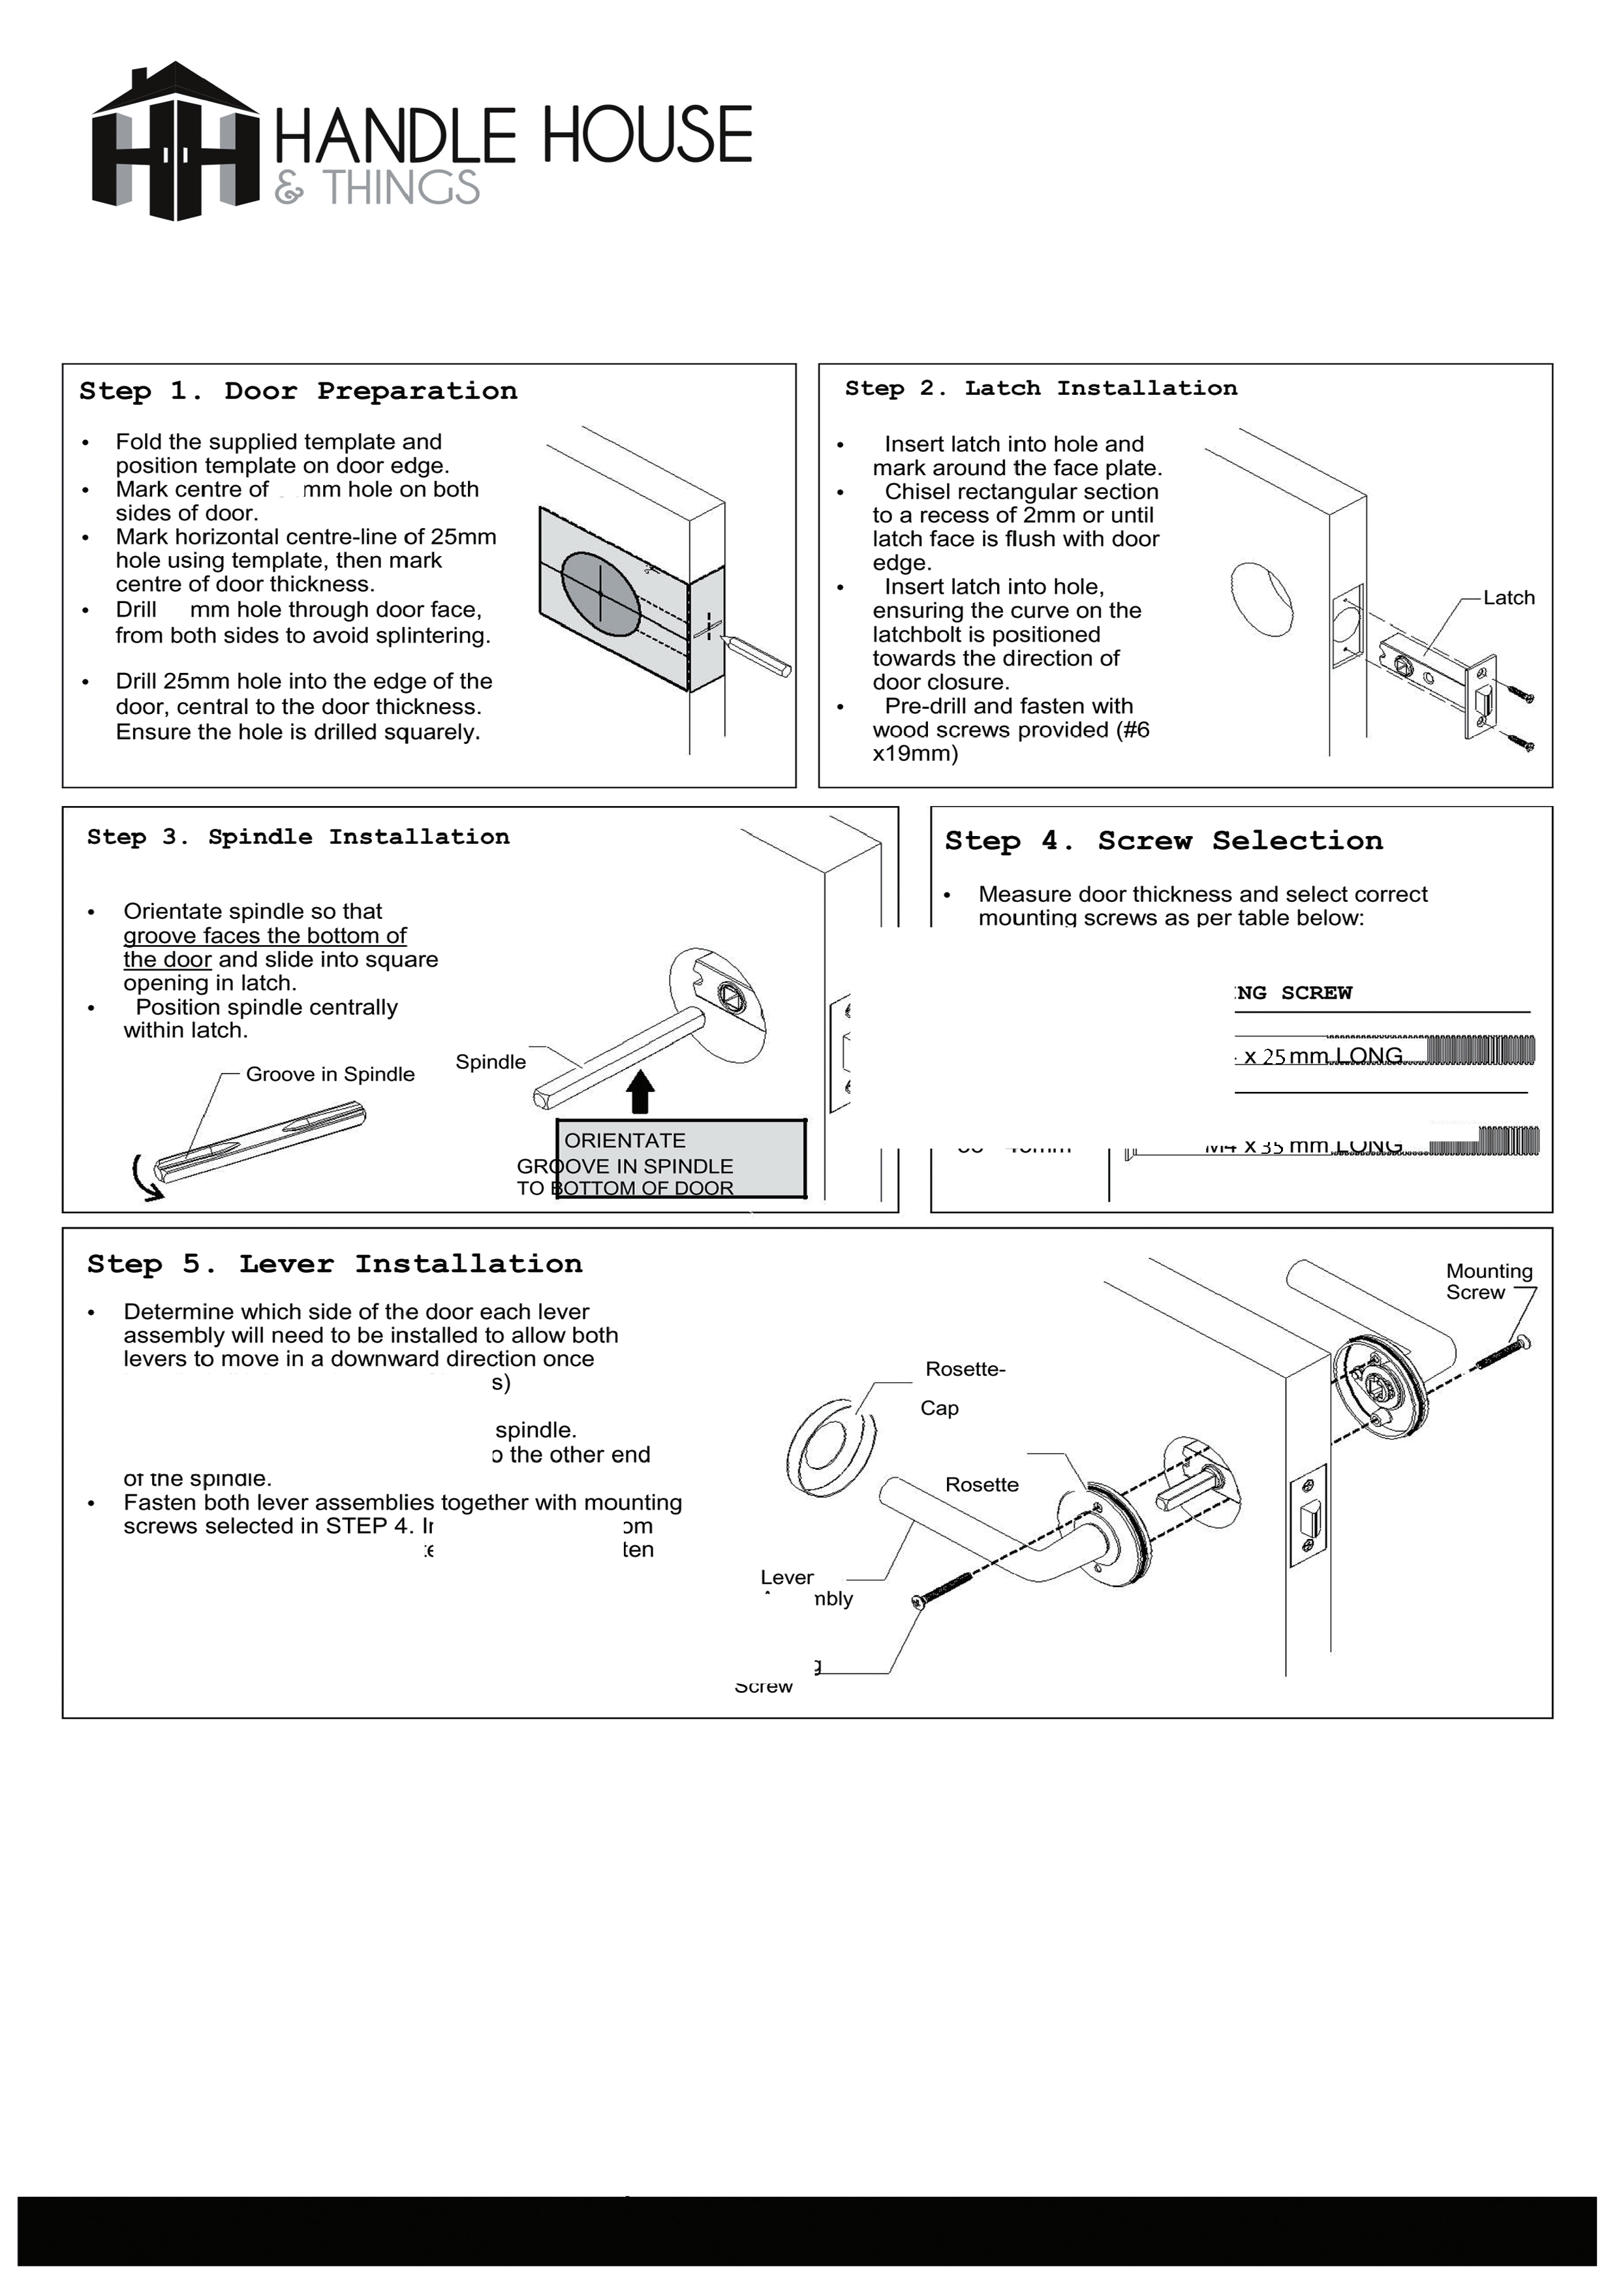 HANDLE HOUSE
& THINGS
Step 1. Door Preparation
• Fold the supplied template and
position template on door edge.
• Mark centre of mm hole on both
sides of door.
• Mark horizontal centre-line of 25mm
hole using template, then mark
centre of door thickness.
• Drill mm hole through door face,
from both sides to avoid splintering.
• Drill 25mm hole into the edge of the
door, central to the door thickness.
Ensure the hole is drilled squarely.
Step 2. Latch Installation
• Insert latch into hole and
mark around the face plate.
• Chisel rectangular section
to a recess of 2mm or until
latch face is flush with door
edge.
• Insert latch into hole,
ensuring the curve on the
latchbolt is positioned
towards the direction of
door closure.
• Pre-drill and fasten with
wood screws provided (#6
x19mm)
Latch
Step 3. Spindle Installation
• Orientate spindle so that
groove faces the bottom of
the door and slide into square
opening in latch.
• Position spindle centrally
within latch.
Groove in Spindle
Spindle
ORIENTATE
GROOVE IN SPINDLE
TO BOTTOM OF DOOR
Step 4. Screw Selection
• Measure door thickness and select correct
mounting screws as per table below:
NG SCREW
x 25 mm LONG
M4 x 35 mm LONG
Step 5. Lever Installation
• Determine which side of the door each lever
assembly will need to be installed to allow both
levers to move in a downward direction once
s)
spindle.
the other end
of the spindle.
• Fasten both lever assemblies together with mounting
screws selected in STEP 4.
Rosette-
Cap
Rosette
Lever
mbly
Screw
Mounting
Screw